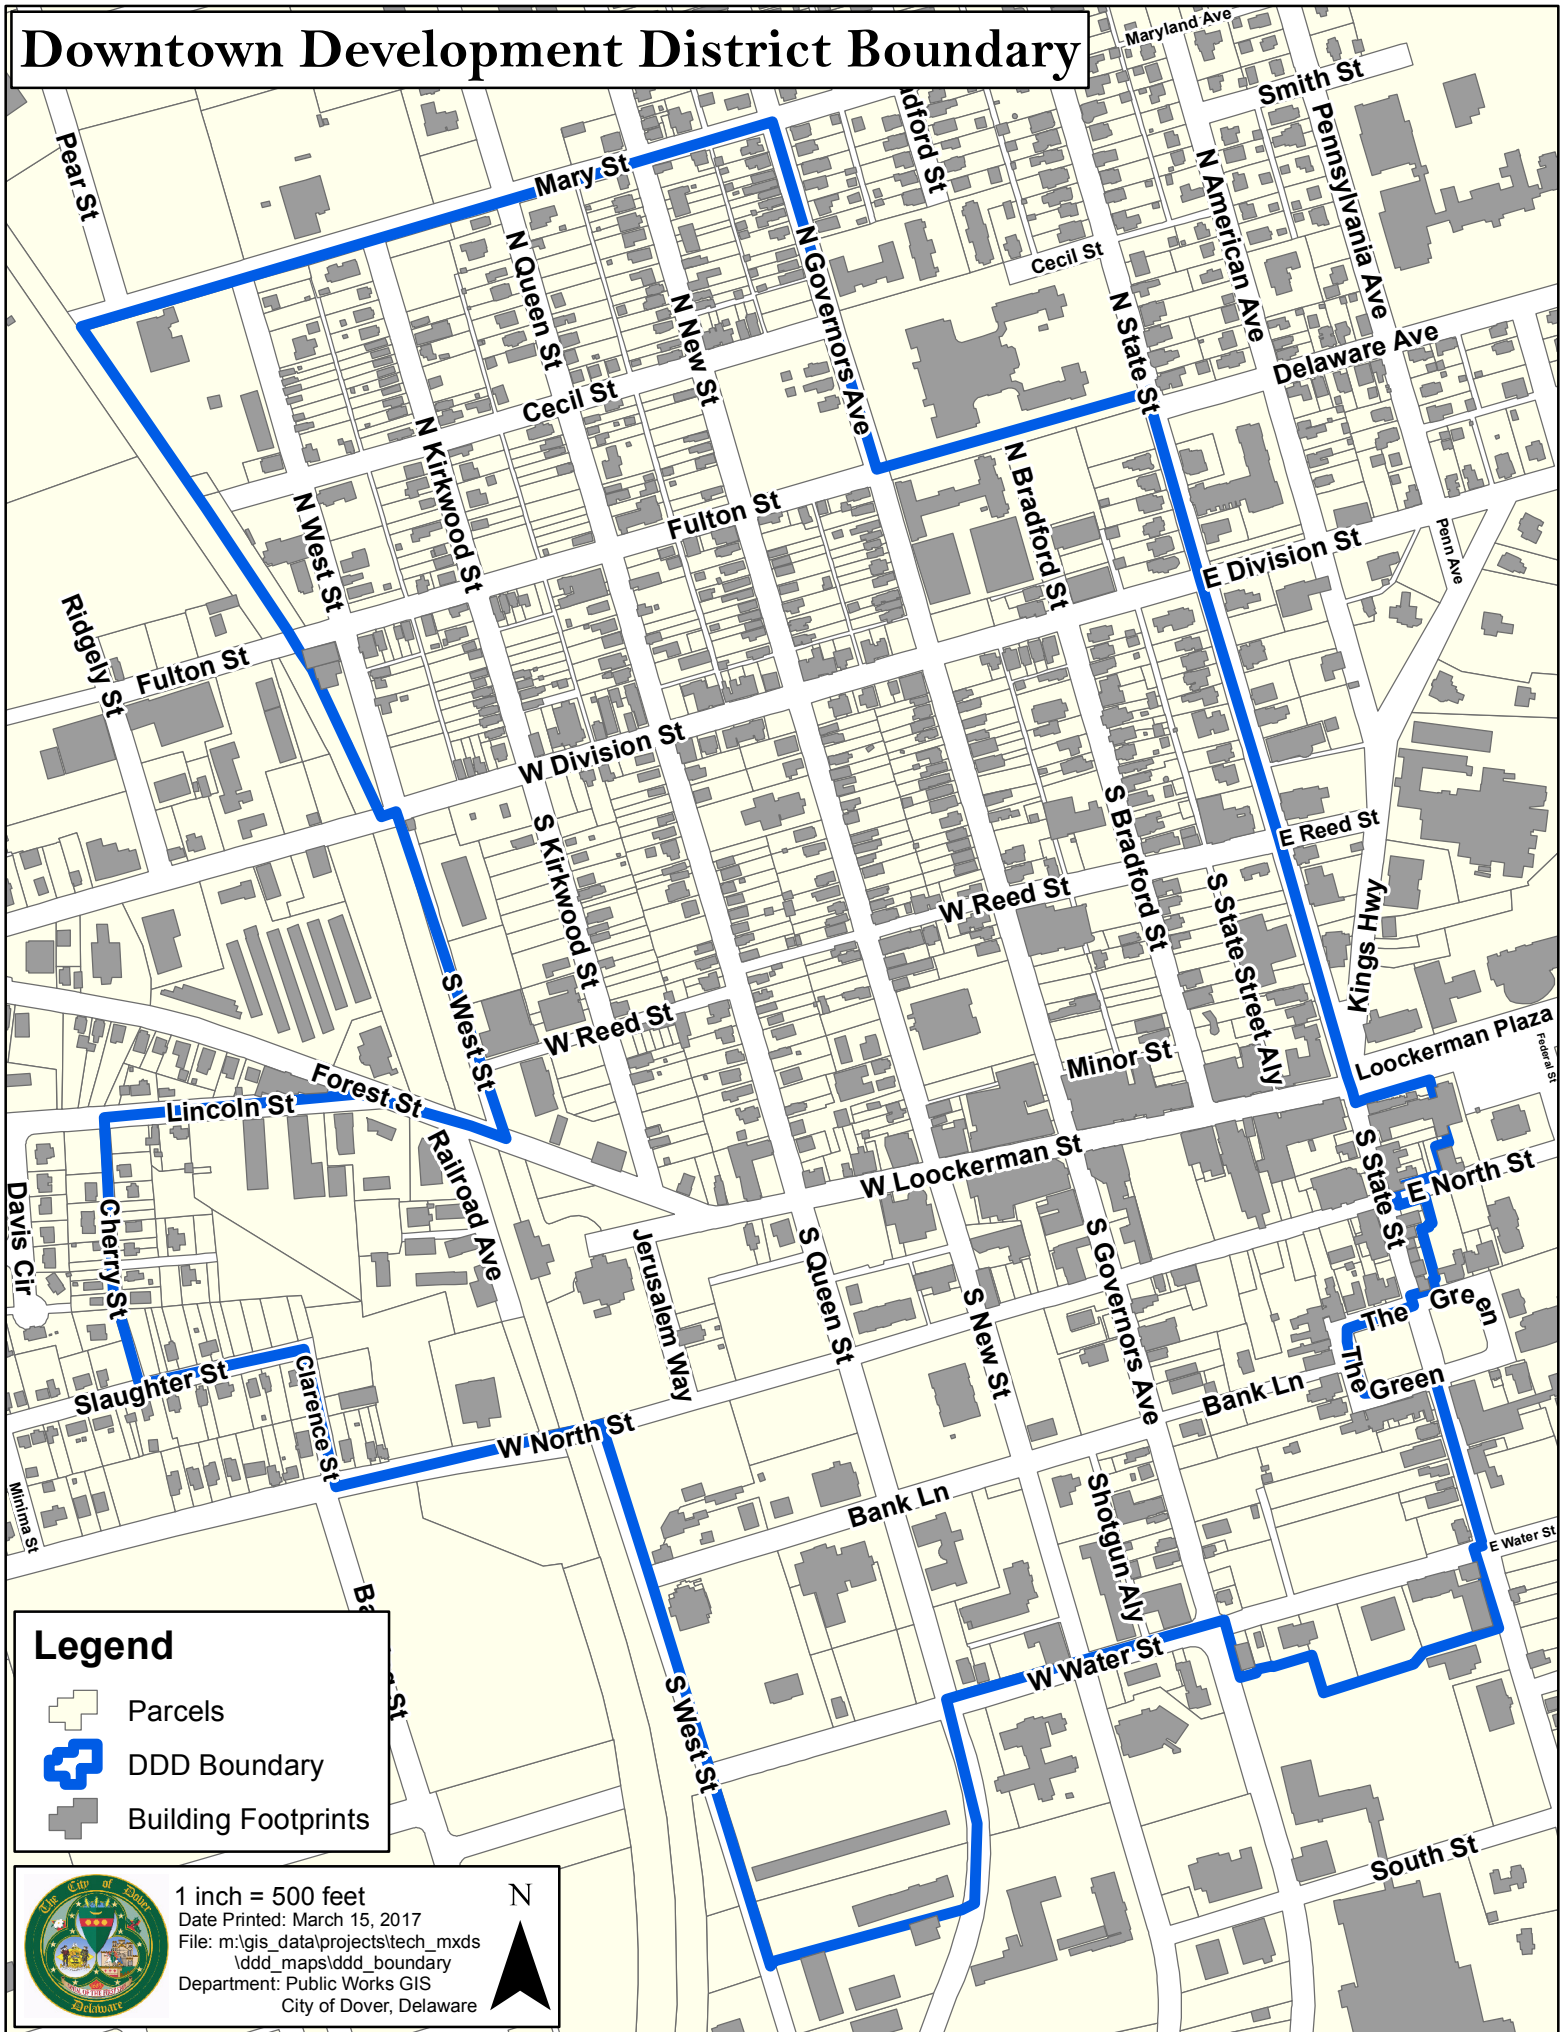 Downtown Development District Boundary
Maryland Ave
Smith St
Pear St
Mary St
adford St
N American Ave
Pennsylvania Ave
N Queen St
N Governors Ave
Cecil St
N New St
N State St
Delaware Ave
Cecil St
N Kirkwood St
N West St
Fulton St
N Bradford St
Penn Ave
E Division St
Ridgely St
Fulton St
W Division St
S Kirkwood St
S Bradford St
E Reed St
W Reed St
S State Street Aly
Kings Hwy
S West St
W Reed St
Minor St
Loockerman Plaza
Federal St
Forest St
Lincoln St
Railroad Ave
W Loockerman St
S State St
E North St
Davis Cir
Cherry St
Jerusalem Way
S Queen St
S Governors Ave
S New St
The Green
The Green
Slaughter St
Clarence St
Bank Ln
W North St
Minima St
Bank Ln
Shotgun Aly
E Water St
W Water St
S West St
South St
Legend
Parcels
DDD Boundary
Building Footprints
The City of Dover
Delaware
1 inch = 500 feet
N
Date Printed: March 15, 2017
File: m:\gis_data\projects\tech_mxds
\ddd_maps\ddd_boundary
Department: Public Works GIS
City of Dover, Delaware